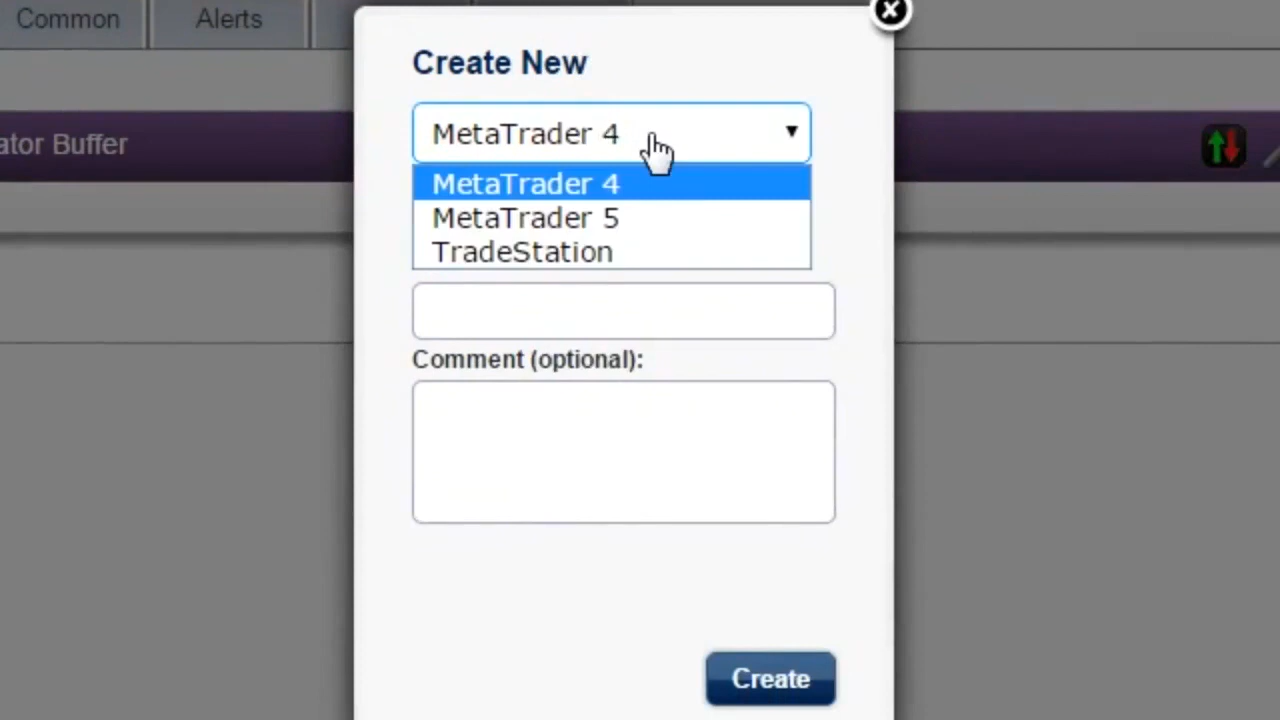 Common
Alerts
Create New
MetaTrader 4
ator Buffer
MetaTrader 4
MetaTrader 5
TradeStation
Comment (optional):
Create